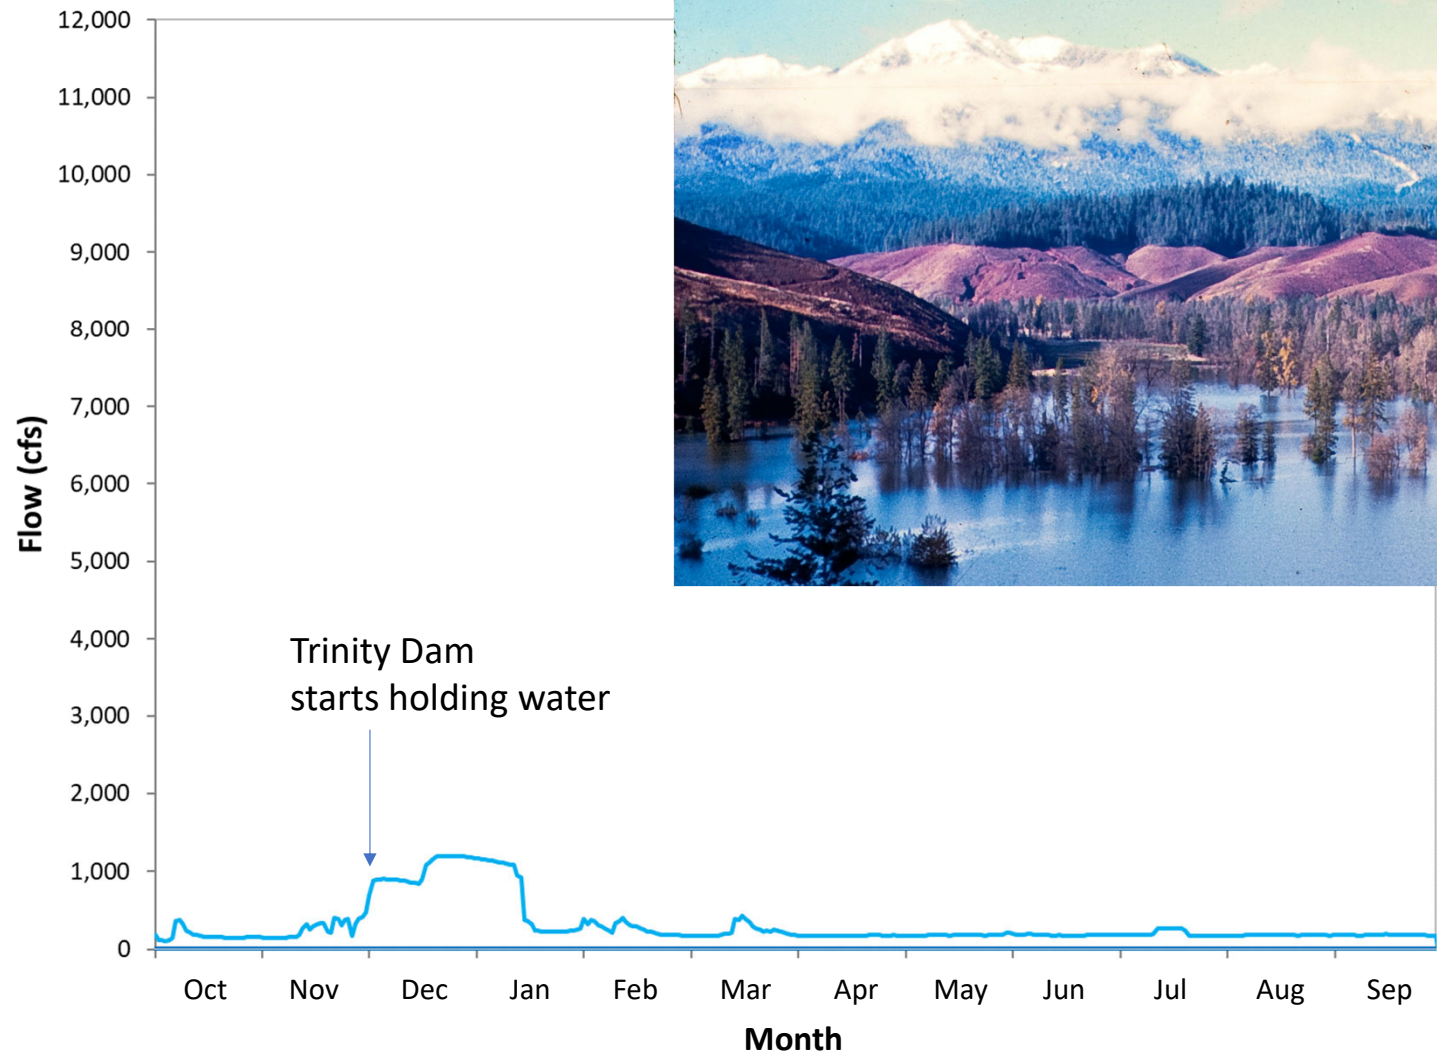 12,000
11,000
10,000
9,000
8,000
7,000
6,000
5,000
4,000
3,000
2,000
1,000
0
Flow (cfs)
Trinity Dam
starts holding water
Oct Nov Dec Jan Feb Mar Apr May Jun Jul Aug Sep
Month